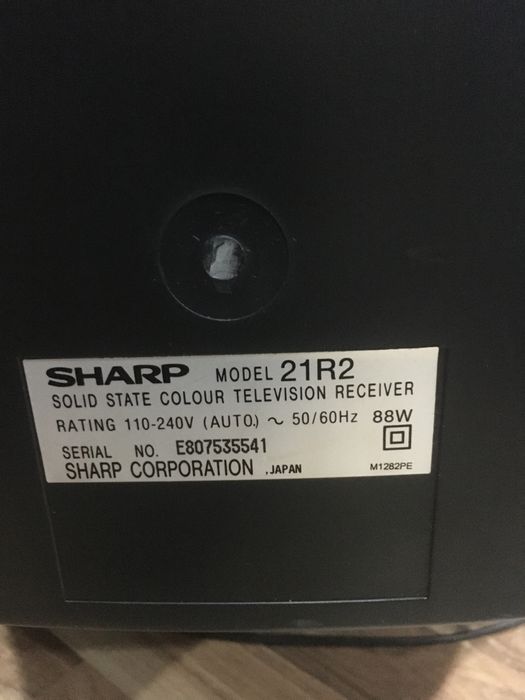 SHARP MODEL 21R2
SOLID STATE COLOUR TELEVISION RECEIVER
RATING 110-240V (AUTO.) ~ 50/60Hz 88W
SERIAL NO. E807535541
SHARP CORPORATION ,JAPAN M1282PE